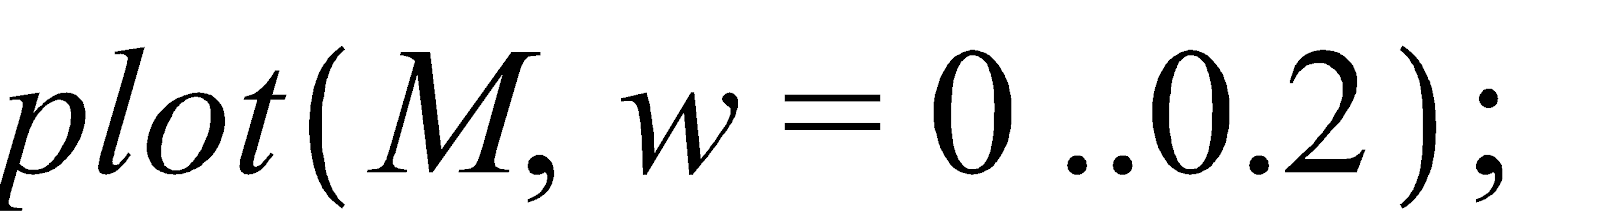 plot(M, w = 0 ..0.2);